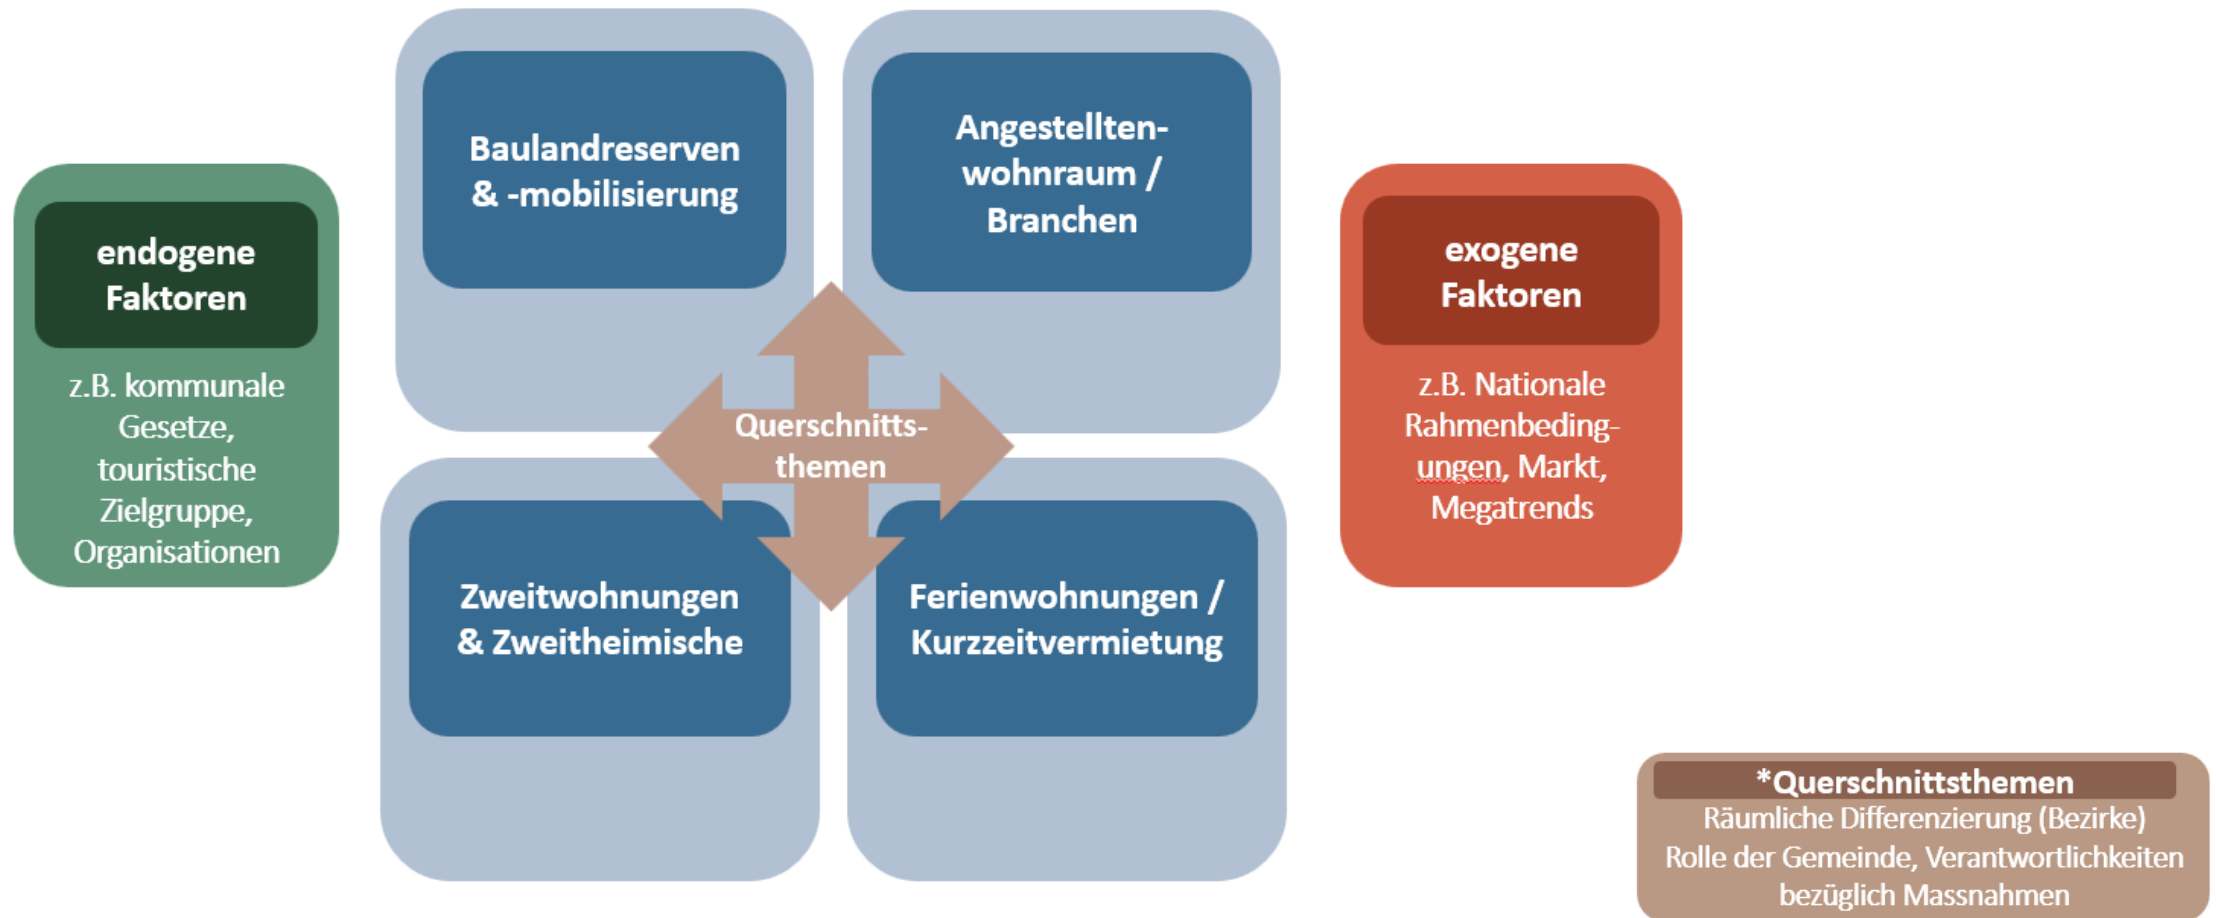 Baulandreserven
& -mobilisierung
Angestellten-
wohnraum /
Branchen
endogene
Faktoren
z.B. kommunale
Gesetze,
touristische
Zielgruppe,
Organisationen
Querschnitts-
themen
exogene
Faktoren
z.B. Nationale
Rahmenbeding-
ungen, Markt,
Megatrends
Zweitwohnungen
& Zweitheimische
Ferienwohnungen /
Kurzzeitvermietung
*Querschnittsthemen
Räumliche Differenzierung (Bezirke)
Rolle der Gemeinde, Verantwortlichkeiten
bezüglich Massnahmen